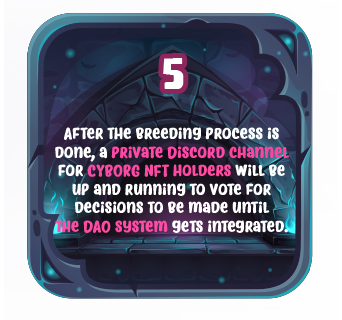 5
After the breeding process is
done, a private Discord channel
for Cyborg NFT holders will be
up and running to vote for
decisions to be made until
the DAO system gets integrated.